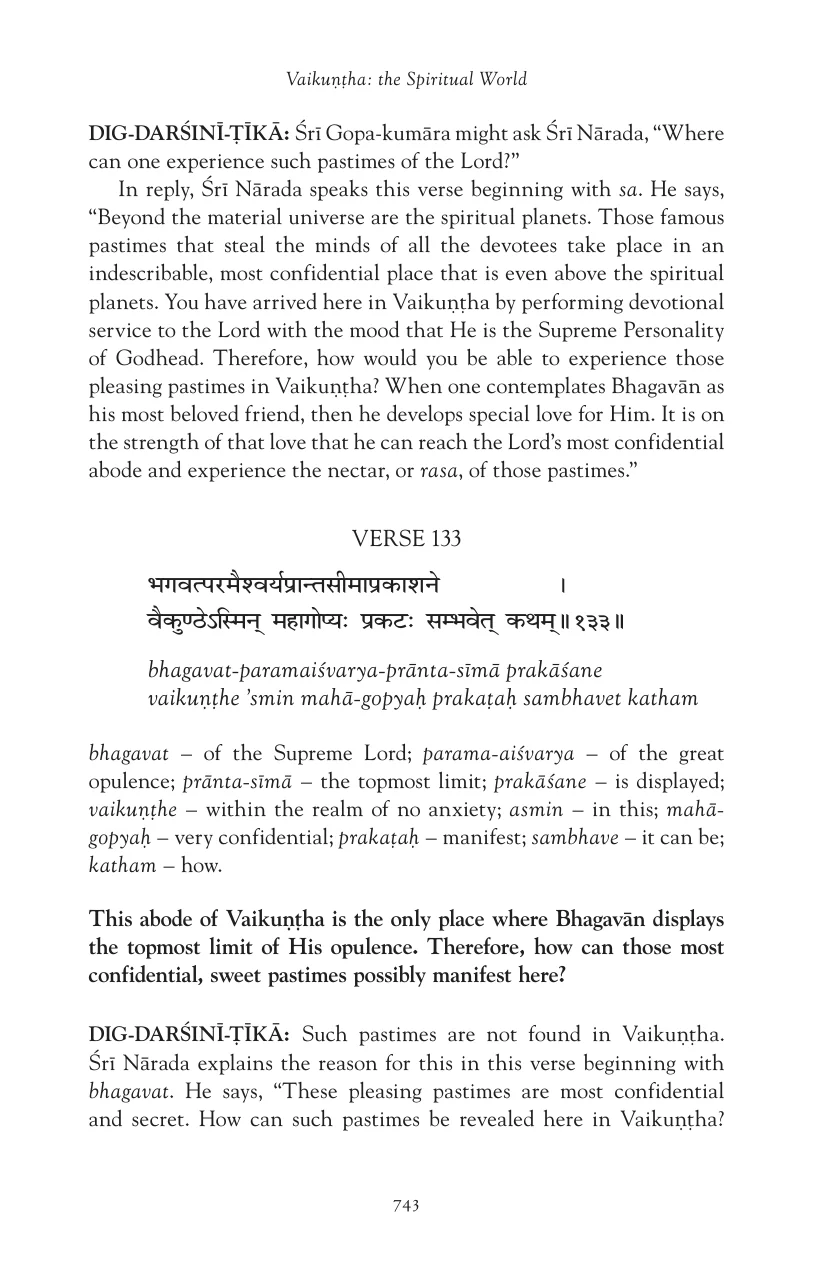 Vaikuṇṭha: the Spiritual World
DIG-DARŚINĪ-ṬĪKĀ: Śrī Gopa-kumāra might ask Śrī Nārada, “Where
can one experience such pastimes of the Lord?”
In reply, Śrī Nārada speaks this verse beginning with sa. He says,
“Beyond the material universe are the spiritual planets. Those famous
pastimes that steal the minds of all the devotees take place in an
indescribable, most confidential place that is even above the spiritual
planets. You have arrived here in Vaikuṇṭha by performing devotional
service to the Lord with the mood that He is the Supreme Personality
of Godhead. Therefore, how would you be able to experience those
pleasing pastimes in Vaikuṇṭha? When one contemplates Bhagavān as
his most beloved friend, then he develops special love for Him. It is on
the strength of that love that he can reach the Lord’s most confidential
abode and experience the nectar, or rasa, of those pastimes.”
VERSE 133
भगवत्परमैश्वर्यप्रान्तसीमाप्रकाशने ।
वैकुण्ठेऽस्मिन् महागोप्यः प्रकटः सम्भवेत् कथम्॥ १३३॥
bhagavat-paramaiśvarya-prānta-sīmā prakāśane
vaikuṇṭhe ’smin mahā-gopyaḥ prakaṭaḥ sambhavet katham
bhagavat – of the Supreme Lord; parama-aiśvarya – of the great
opulence; prānta-sīmā – the topmost limit; prakāśane – is displayed;
vaikuṇṭhe – within the realm of no anxiety; asmin – in this; mahā-
gopyaḥ – very confidential; prakaṭaḥ – manifest; sambhave – it can be;
katham – how.
This abode of Vaikuṇṭha is the only place where Bhagavān displays
the topmost limit of His opulence. Therefore, how can those most
confidential, sweet pastimes possibly manifest here?
DIG-DARŚINĪ-ṬĪKĀ: Such pastimes are not found in Vaikuṇṭha.
Śrī Nārada explains the reason for this in this verse beginning with
bhagavat. He says, “These pleasing pastimes are most confidential
and secret. How can such pastimes be revealed here in Vaikuṇṭha?
743